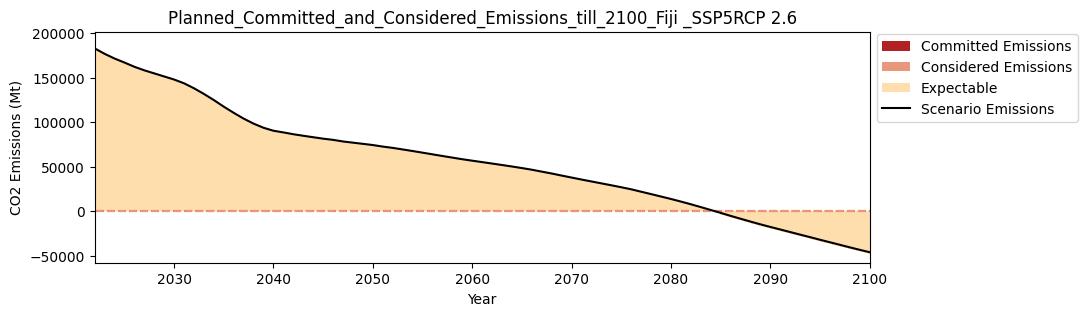 Planned_Committed_and_Considered_Emissions_till_2100_Fiji _SSP5RCP 2.6
200000
150000
100000
50000
0
−50000
CO2 Emissions (Mt)
2030 2040 2050 2060 2070 2080 2090 2100
Year
Committed Emissions
Considered Emissions
Expectable
Scenario Emissions